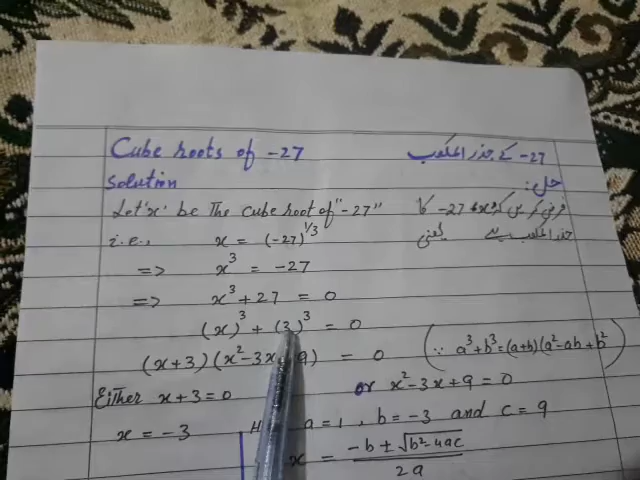 Cube roots of -27 -27 کے جذر المکعب
Solution حل:
Let 'x' be The cube root of "-27" فرض کریں کہ x، -27 کا
i.e., x = (-27)^1/3 جذر المکعب ہے یعنی
=> x³ = -27
=> x³ + 27 = 0
(x)³ + (3)³ = 0
(x+3)(x²-3x+9) = 0 (∵ a³+b³=(a+b)(a²-ab+b²)
Either x+3=0 or x²-3x+9=0
x = -3 a=1, b=-3 and c=9
x = -b ± √b²-4ac / 2a